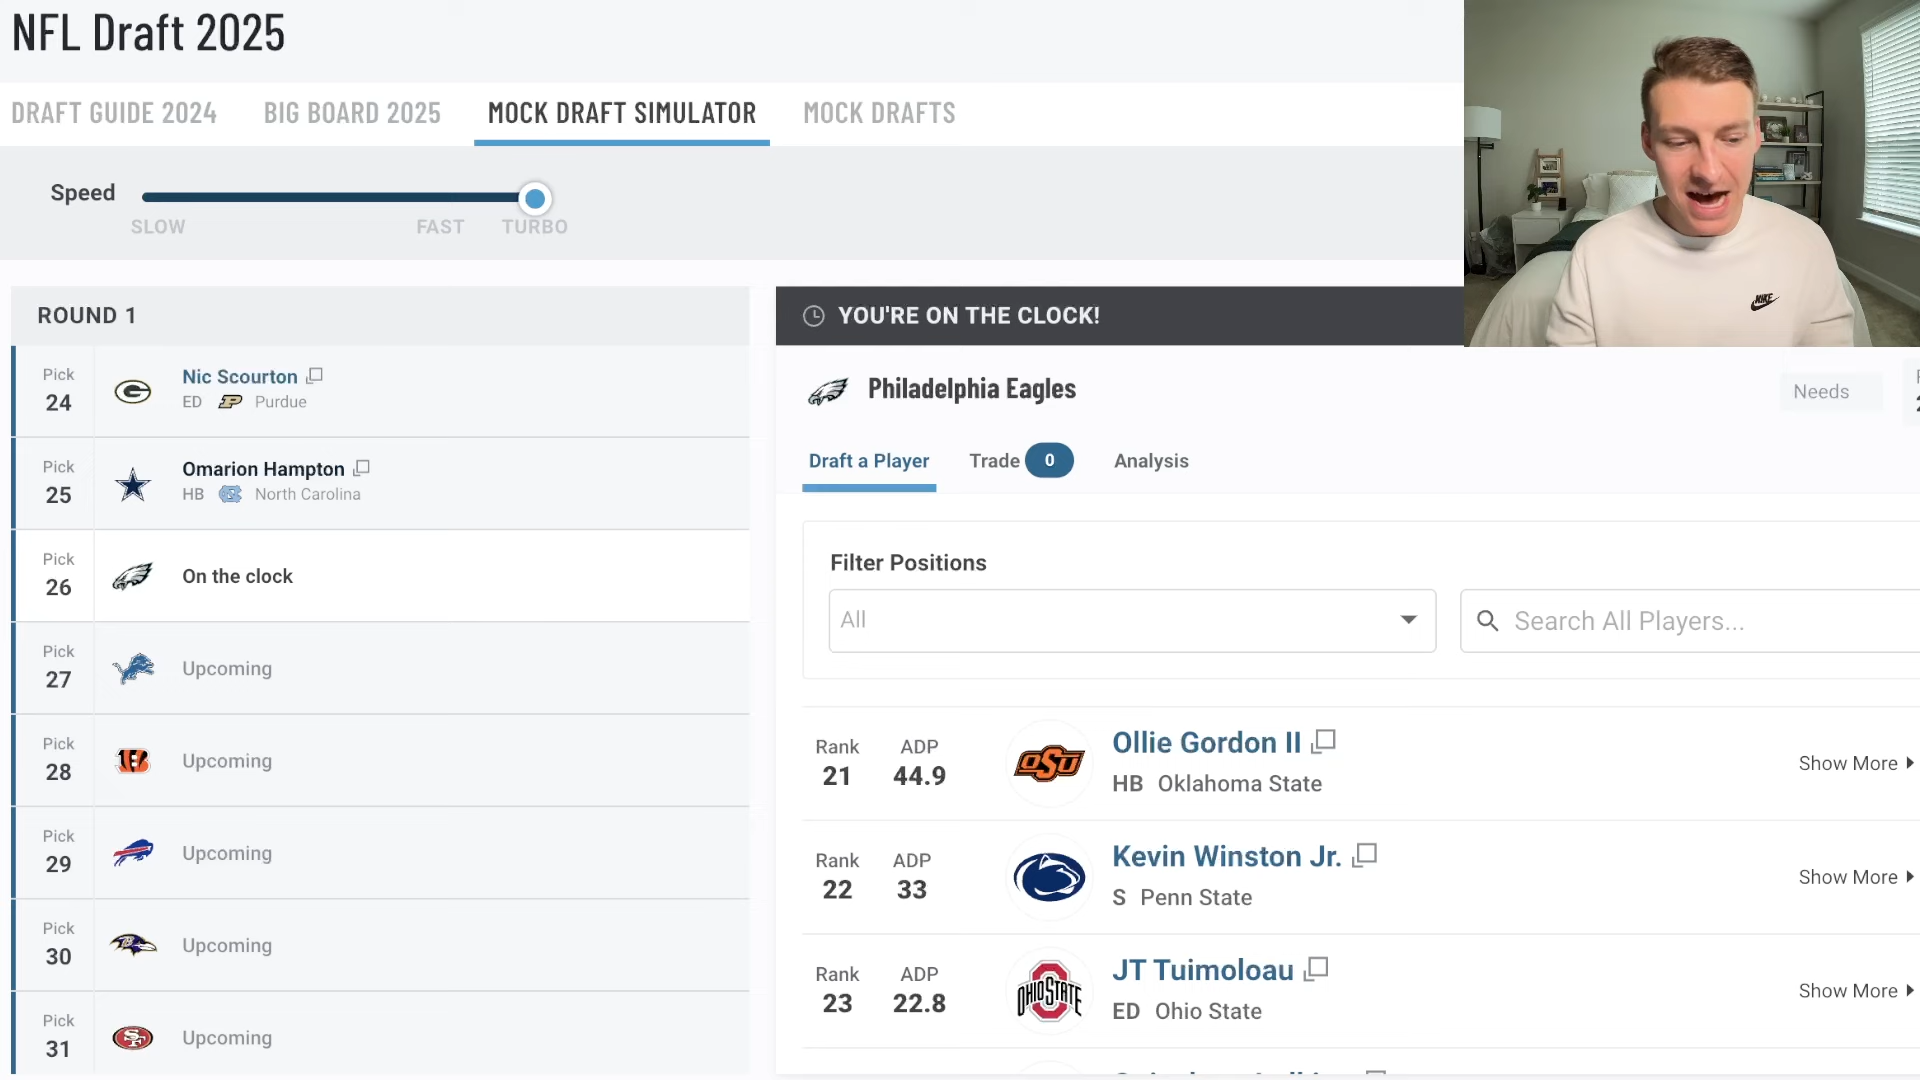 NFL Draft 2025
DRAFT GUIDE 2024 BIG BOARD 2025 MOCK DRAFT SIMULATOR MOCK DRAFTS
Speed
SLOW FAST TURBO
NIKE
ROUND 1
Pick 24
Nic Scourton
ED P Purdue
Pick 25
Omarion Hampton
HB NC North Carolina
Pick 26
On the clock
Pick 27
Upcoming
Pick 28
Upcoming
Pick 29
Upcoming
Pick 30
Upcoming
Pick 31
Upcoming
YOU'RE ON THE CLOCK!
Philadelphia Eagles
Needs
Draft a Player Trade 0 Analysis
Filter Positions
All
Search All Players...
Rank 21
ADP 44.9
OSU
Ollie Gordon II
HB Oklahoma State
Show More
Rank 22
ADP 33
Kevin Winston Jr.
S Penn State
Show More
Rank 23
ADP 22.8
OHIO STATE
JT Tuimoloau
ED Ohio State
Show More